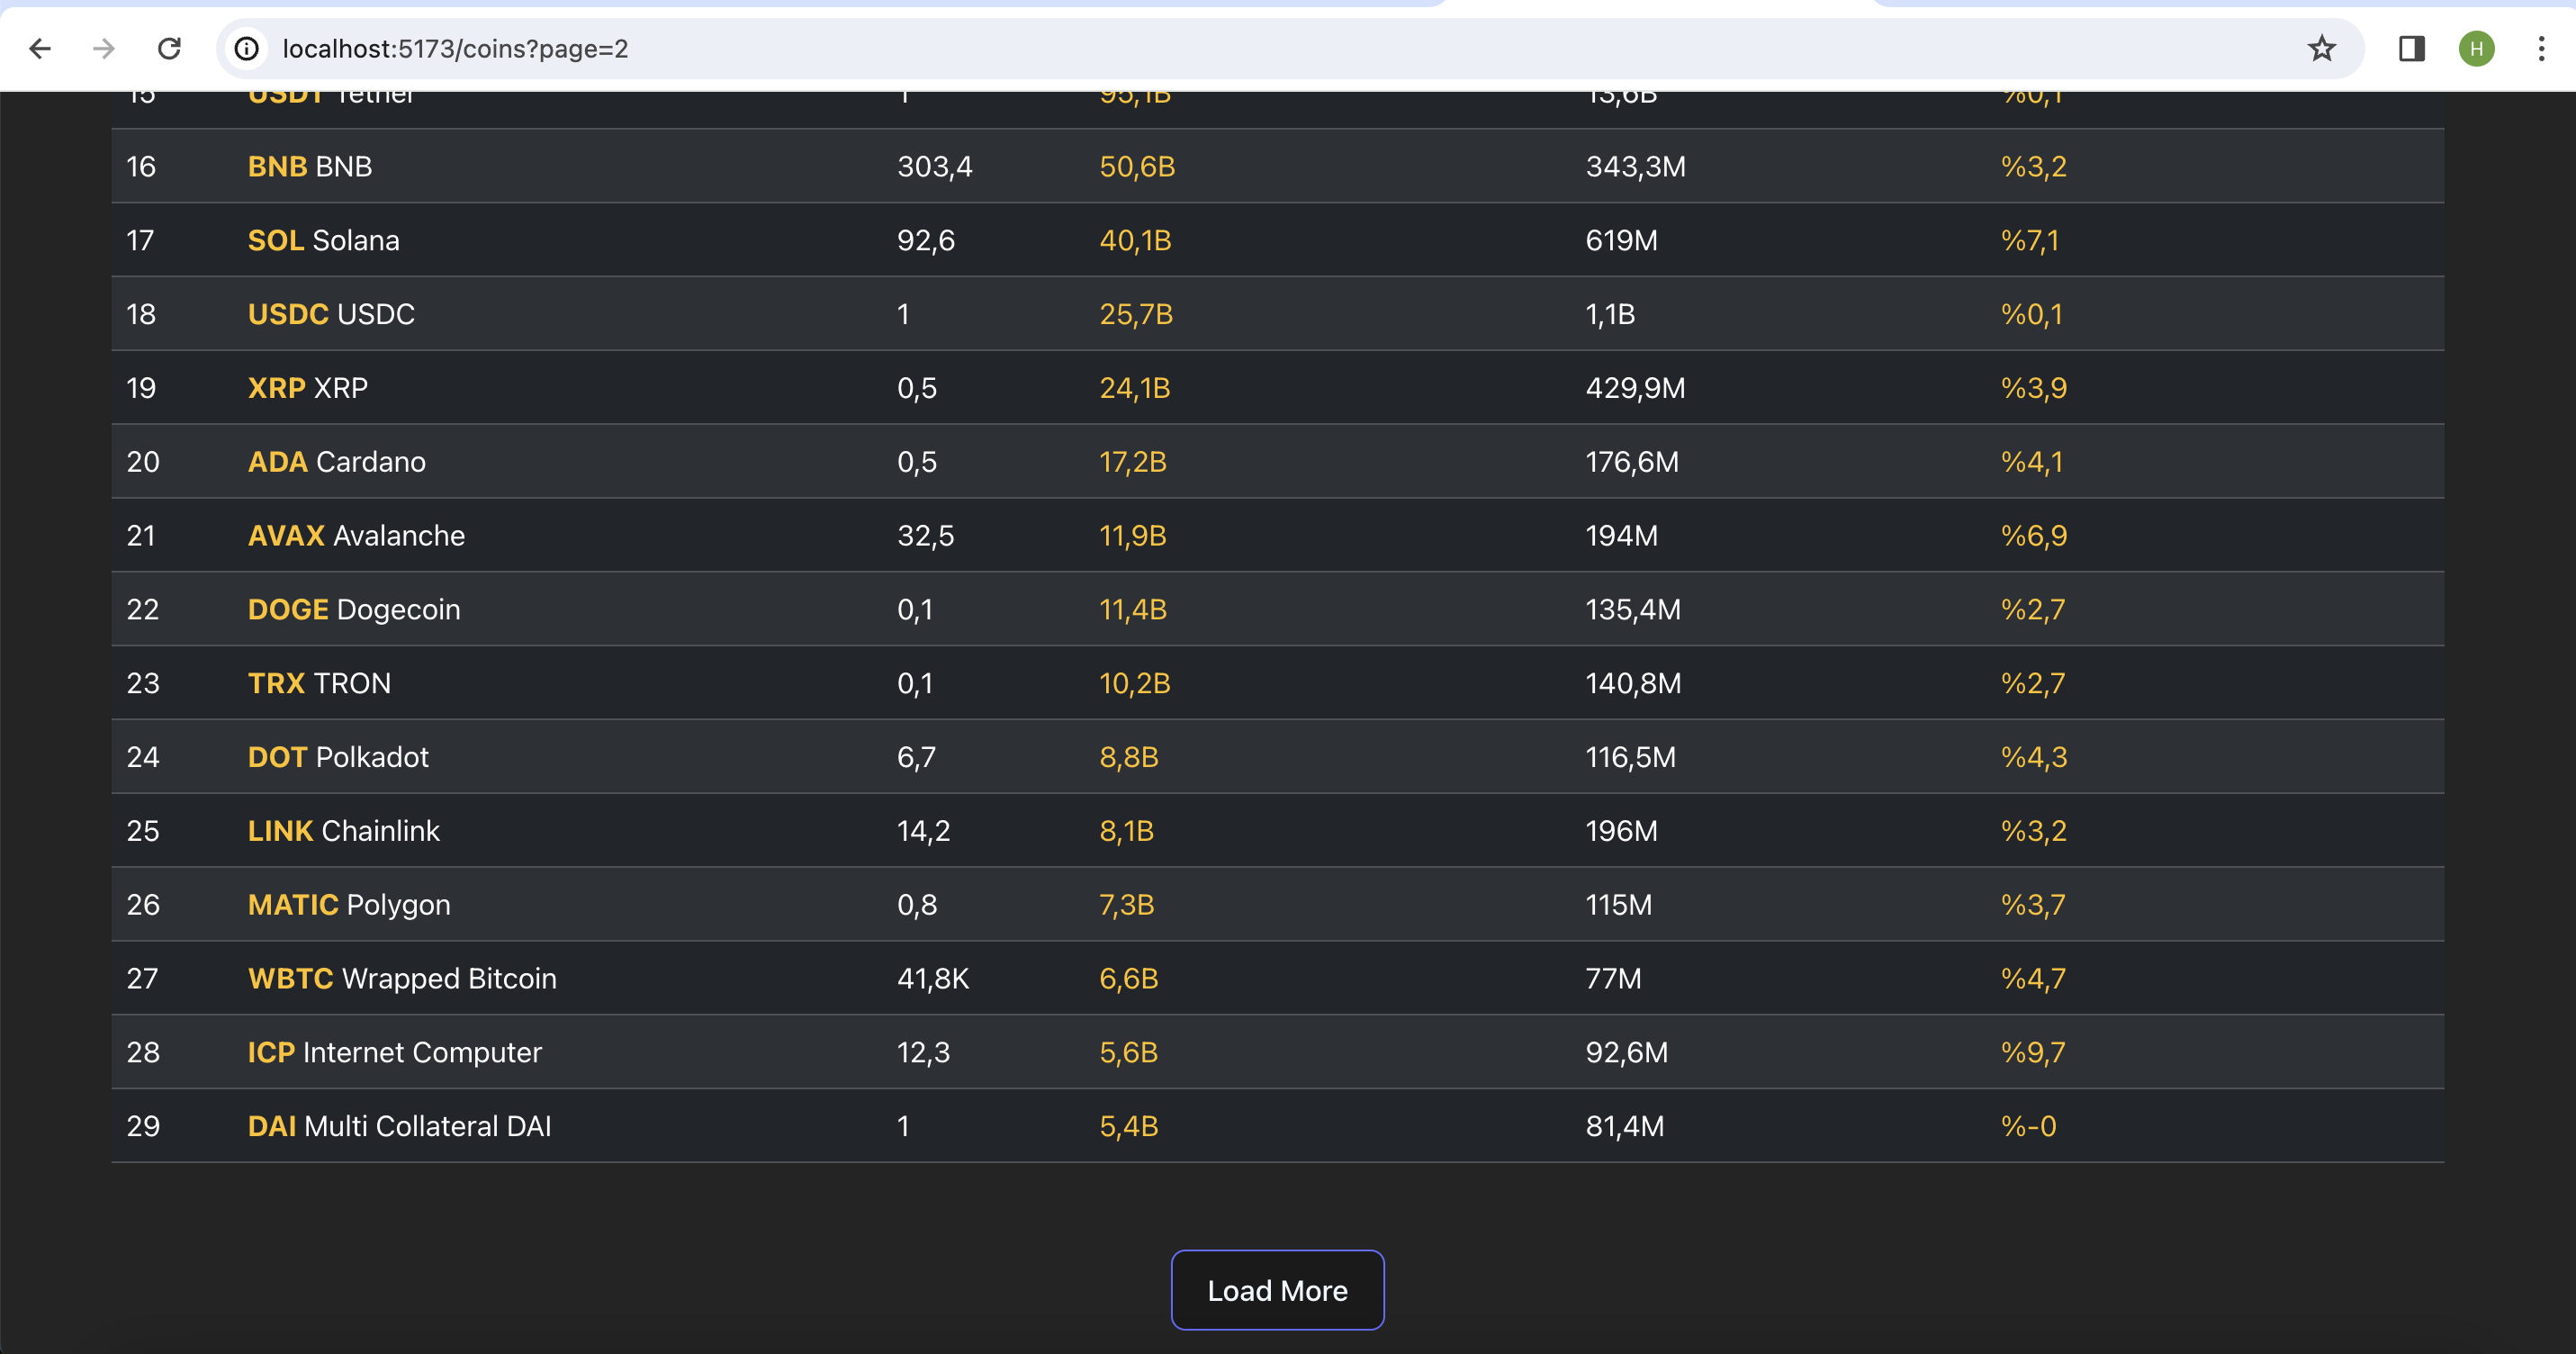 localhost:5173/coins?page=2
H
15 USDT Tether 1 95,1B 13,6B %0,1
16 BNB BNB 303,4 50,6B 343,3M %3,2
17 SOL Solana 92,6 40,1B 619M %7,1
18 USDC USDC 1 25,7B 1,1B %0,1
19 XRP XRP 0,5 24,1B 429,9M %3,9
20 ADA Cardano 0,5 17,2B 176,6M %4,1
21 AVAX Avalanche 32,5 11,9B 194M %6,9
22 DOGE Dogecoin 0,1 11,4B 135,4M %2,7
23 TRX TRON 0,1 10,2B 140,8M %2,7
24 DOT Polkadot 6,7 8,8B 116,5M %4,3
25 LINK Chainlink 14,2 8,1B 196M %3,2
26 MATIC Polygon 0,8 7,3B 115M %3,7
27 WBTC Wrapped Bitcoin 41,8K 6,6B 77M %4,7
28 ICP Internet Computer 12,3 5,6B 92,6M %9,7
29 DAI Multi Collateral DAI 1 5,4B 81,4M %-0
Load More